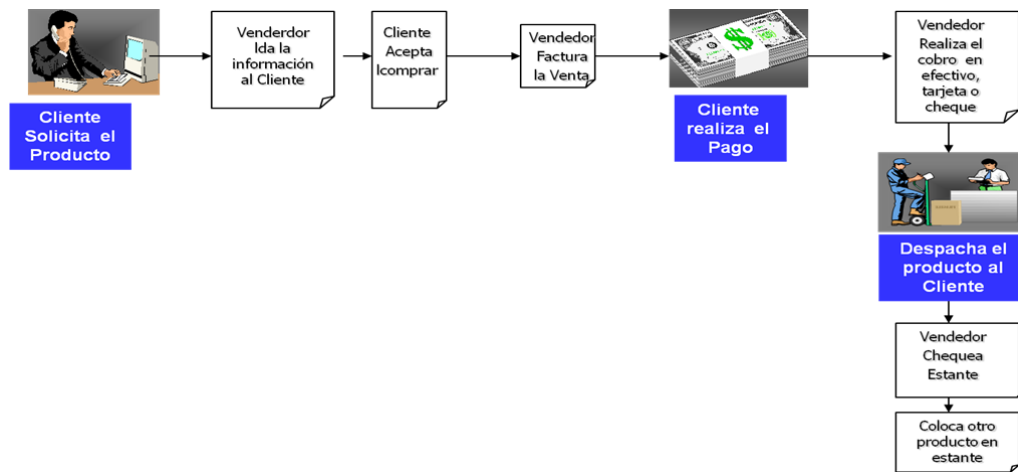 Venderdor
lda la
información
al Cliente
Cliente
Acepta
lcomprar
Vendedor
Factura
la Venta
Vendedor
Realiza el
cobro en
efectivo,
tarjeta o
cheque
Cliente
Solicita el
Producto
Cliente
realiza el
Pago
Despacha el
producto al
Cliente
Vendedor
Chequea
Estante
Coloca otro
producto en
estante